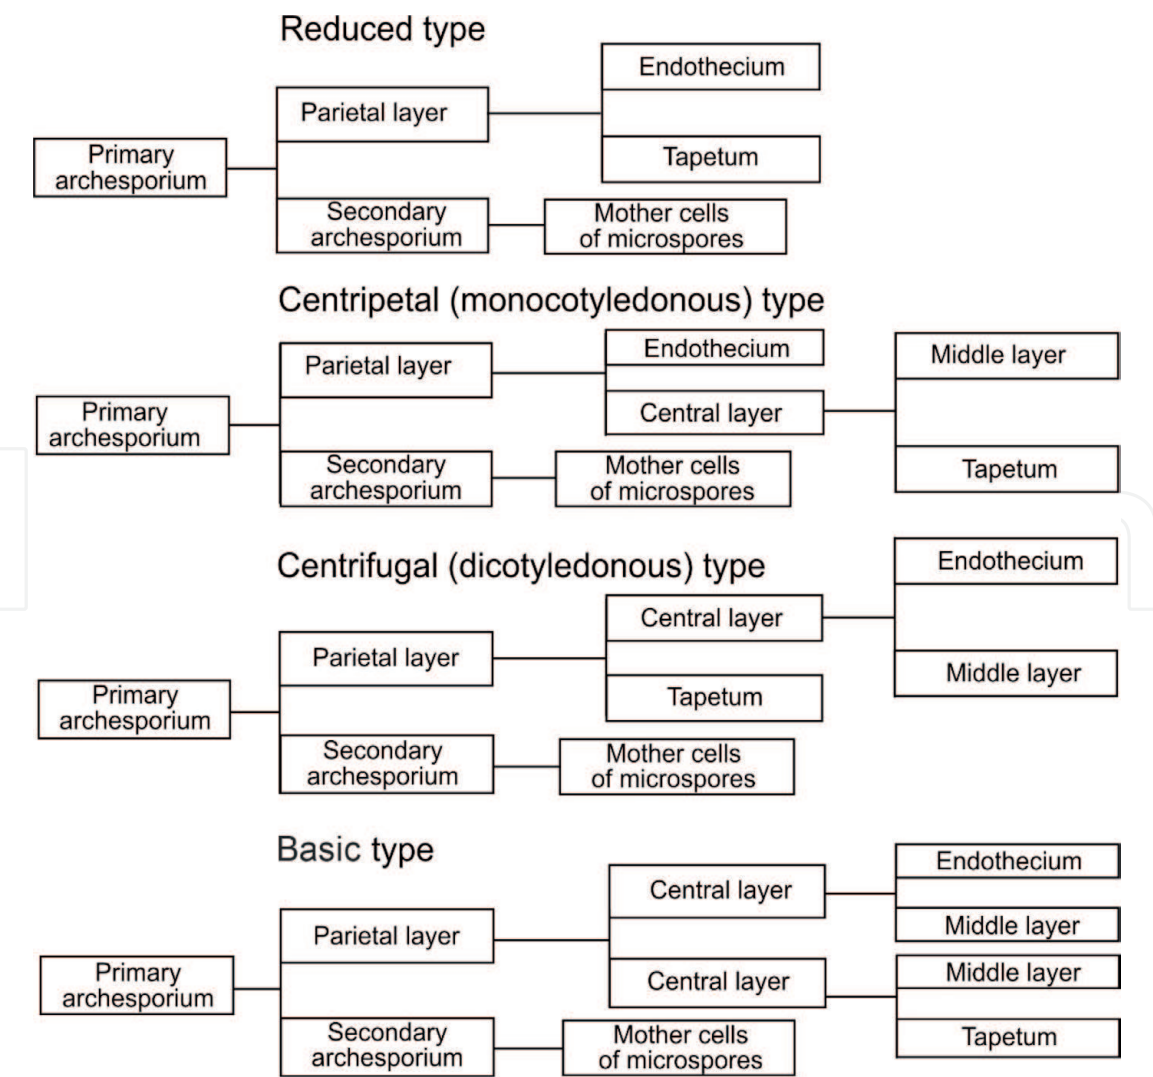 Reduced type
Endothecium
Parietal layer
Primary
archesporium
Tapetum
Secondary
archesporium
Mother cells
of microspores
Centripetal (monocotyledonous) type
Endothecium
Middle layer
Parietal layer
Central layer
Primary
archesporium
Secondary
archesporium
Mother cells
of microspores
Tapetum
Centrifugal (dicotyledonous) type
Endothecium
Central layer
Parietal layer
Middle layer
Primary
archesporium
Tapetum
Secondary
archesporium
Mother cells
of microspores
Basic type
Endothecium
Central layer
Middle layer
Parietal layer
Primary
archesporium
Central layer
Middle layer
Tapetum
Secondary
archesporium
Mother cells
of microspores